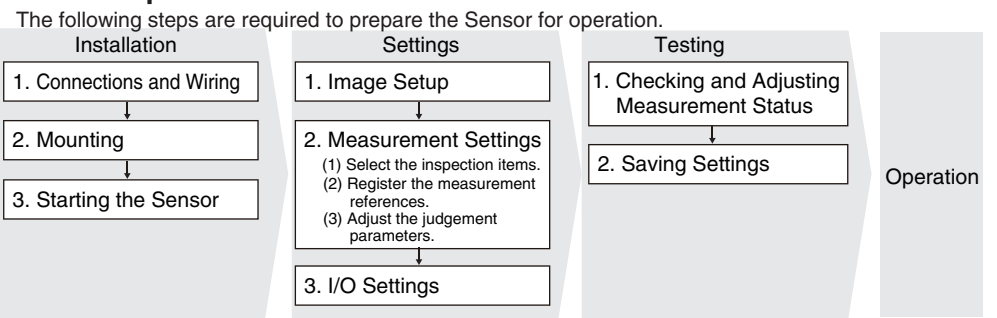 The following steps are required to prepare the Sensor for operation.
Installation
1. Connections and Wiring
2. Mounting
3. Starting the Sensor
Settings
1. Image Setup
2. Measurement Settings
(1) Select the inspection items.
(2) Register the measurement
references.
(3) Adjust the judgement
parameters.
3. I/O Settings
Testing
1. Checking and Adjusting
Measurement Status
2. Saving Settings
Operation